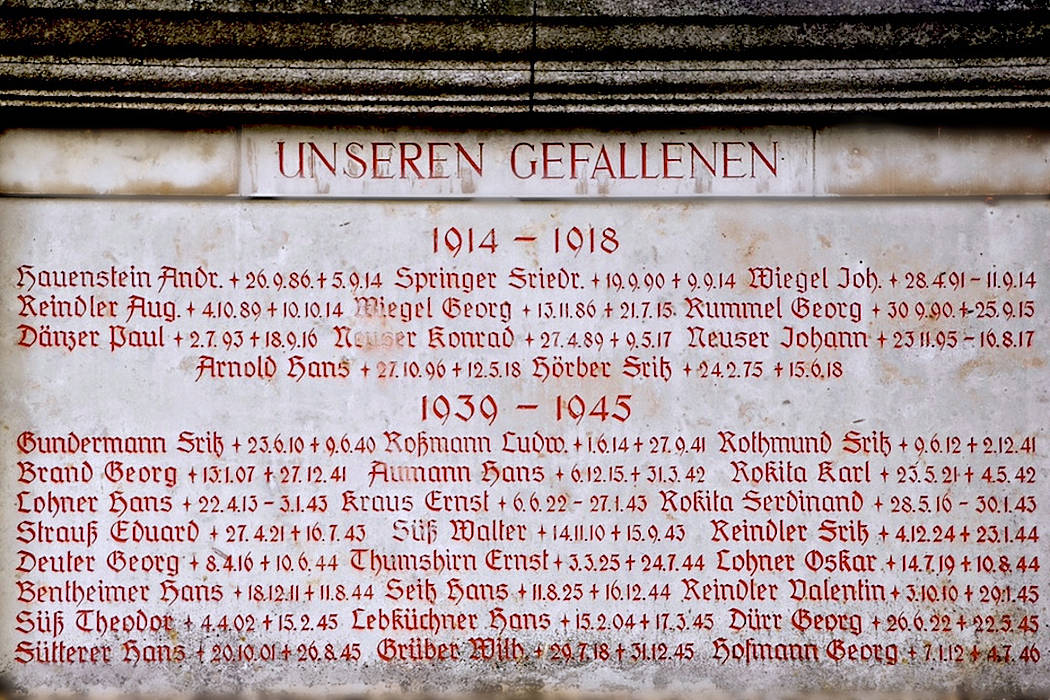 UNSEREN GEFALLENEN
1914 – 1918
Hauenstein Andr. + 26.9.86. + 5.9.14 Springer Friedr. + 19.9.90 + 9.9.14 Wiegel Joh. + 28.4.91 – 11.9.14
Reindler Aug. + 4.10.89 + 10.10.14 Wiegel Georg + 13.11.86 + 21.7.15. Rummel Georg + 30 9.90. + 25.9.15
Dänzer Paul + 2.7.93 + 18.9.16 Neuser Konrad + 27.4.89 + 9.5.17 Neuser Johann + 23 11.95 – 16.8.17
Arnold Hans + 27.10.96 + 12.5.18 Hörber Fritz + 24.2.75 + 15.6.18
1939 – 1945
Gundermann Fritz + 23.6.10 + 9.6.40 Roßmann Ludw. + 1.6.14 + 27.9.41 Rothmund Fritz + 9.6.12 + 2.12.41
Brand Georg + 13.1.07 + 27.12.41 Aumann Hans + 6.12.15. + 31.3.42 Rokita Karl + 23.5.21 + 4.5.42
Lohner Hans + 22.4.13 – 3.1.43 Kraus Ernst + 6.6.22 – 27.1.43 Rokita Ferdinand + 28.5.16 – 30.1.43
Strauß Eduard + 27.4.21 + 16.7.43 Süß Walter + 14.11.10 + 15.9.43 Reindler Fritz + 4.12.24 + 23.1.44
Deuter Georg + 8.4.16 + 10.6.44 Thumshirn Ernst + 3.3.25 + 24.7.44 Lohner Oskar + 14.7.19 + 10.8.44
Bentheimer Hans + 18.12.11 + 11.8.44 Seitz Hans + 11.8.25 + 16.12.44 Reindler Valentin + 3.10.10 + 29.1.45
Süß Theodor + 4.4.02 + 15.2.45 Lebküchner Hans + 15.2.04 + 17.3.45 Dürr Georg + 26.6.22 + 22.5.45
Sütterer Hans + 20.10.01 + 26.8.45 Grüber Wilh. + 29.7.18 + 31.12.45 Hofmann Georg + 7.1.12 + 4.7.46